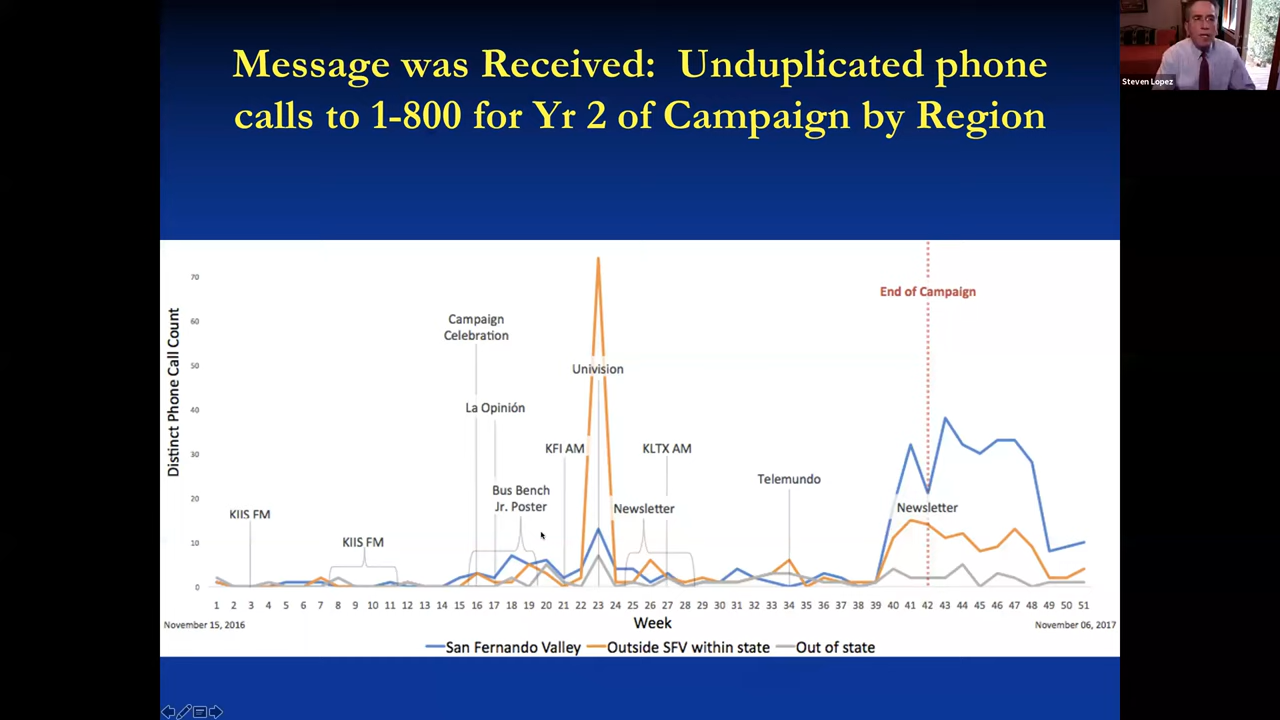 Message was Received: Unduplicated phone
calls to 1-800 for Yr 2 of Campaign by Region
Steven Lopez
Distinct Phone Call Count
70
60
50
40
30
20
10
0
End of Campaign
Campaign
Celebration
Univision
La Opinión
KFI AM
KLTX AM
Telemundo
Bus Bench
Jr. Poster
Newsletter
Newsletter
KIIS FM
KIIS FM
1 2 3 4 5 6 7 8 9 10 11 12 13 14 15 16 17 18 19 20 21 22 23 24 25 26 27 28 29 30 31 32 33 34 35 36 37 38 39 40 41 42 43 44 45 46 47 48 49 50 51
November 15, 2016
Week
November 06, 2017
San Fernando Valley
Outside SFV within state
Out of state